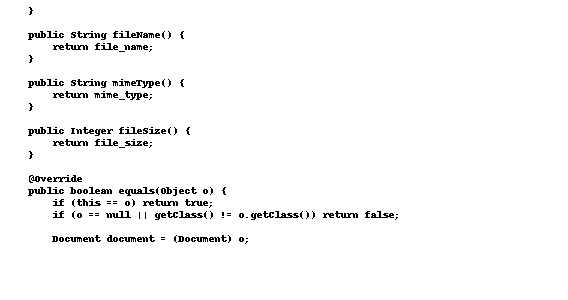 }
public String fileName() {
return file_name;
}
public String mimeType() {
return mime_type;
}
public Integer fileSize() {
return file_size;
}
@Override
public boolean equals(Object o) {
if (this == o) return true;
if (o == null || getClass() != o.getClass()) return false;
Document document = (Document) o;